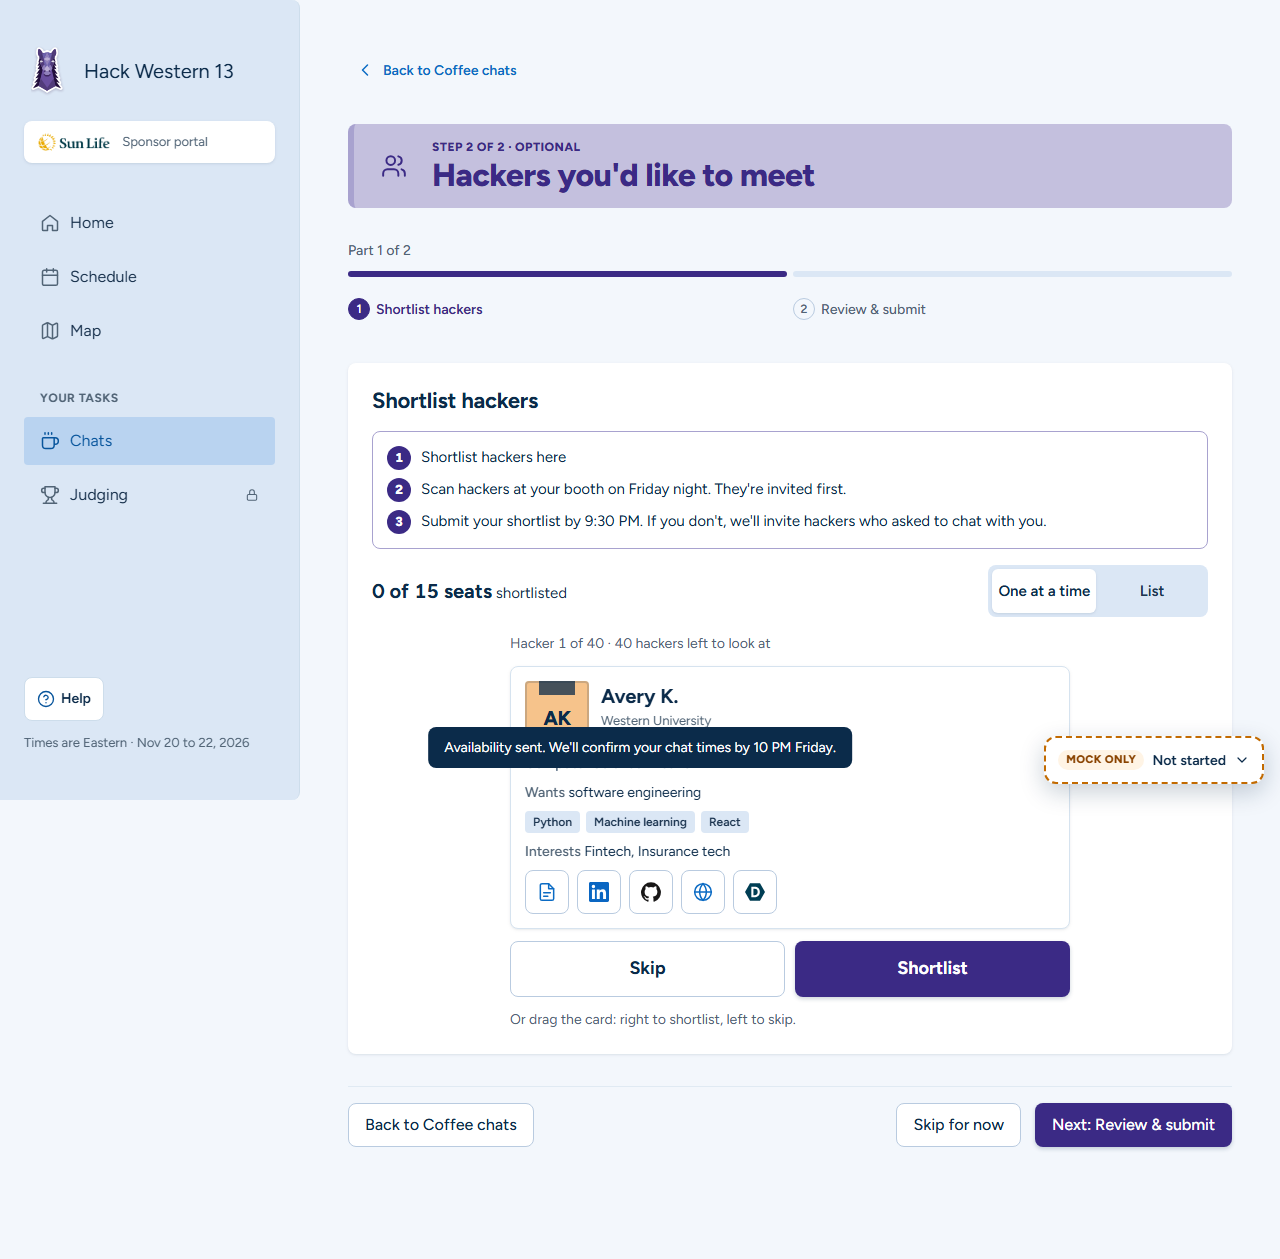 Hack Western 13
Sun Life Sponsor portal
Home
Schedule
Map
YOUR TASKS
Chats
Judging
Help
Times are Eastern · Nov 20 to 22, 2026
Back to Coffee chats
STEP 2 OF 2 · OPTIONAL
Hackers you'd like to meet
Part 1 of 2
1 Shortlist hackers
2 Review & submit
Shortlist hackers
1 Shortlist hackers here
2 Scan hackers at your booth on Friday night. They're invited first.
3 Submit your shortlist by 9:30 PM. If you don't, we'll invite hackers who asked to chat with you.
0 of 15 seats shortlisted
One at a time
List
Hacker 1 of 40 · 40 hackers left to look at
AK
Avery K.
Western University
Availability sent. We'll confirm your chat times by 10 PM Friday.
MOCK ONLY Not started
Wants software engineering
Python
Machine learning
React
Interests Fintech, Insurance tech
in
D
Skip
Shortlist
Or drag the card: right to shortlist, left to skip.
Back to Coffee chats
Skip for now
Next: Review & submit